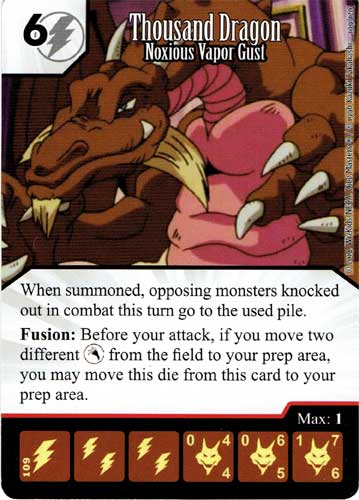 6
Thousand Dragon
Noxious Vapor Gust
When summoned, opposing monsters knocked
out in combat this turn go to the used pile.
Fusion: Before your attack, if you move two
different from the field to your prep area,
you may move this die from this card to your
prep area.
Max: 1
109
0 4
4
0 6
5
1 7
6